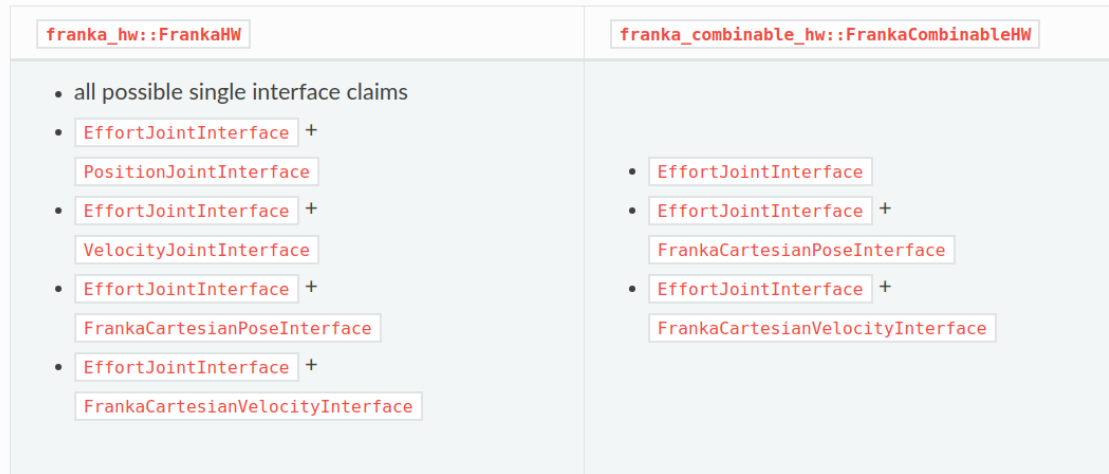 franka_hw::FrankaHW
franka_combinable_hw::FrankaCombinableHW
• all possible single interface claims
• EffortJointInterface +
PositionJointInterface
• EffortJointInterface +
VelocityJointInterface
• EffortJointInterface +
FrankaCartesianPoseInterface
• EffortJointInterface +
FrankaCartesianVelocityInterface
• EffortJointInterface
• EffortJointInterface +
FrankaCartesianPoseInterface
• EffortJointInterface +
FrankaCartesianVelocityInterface